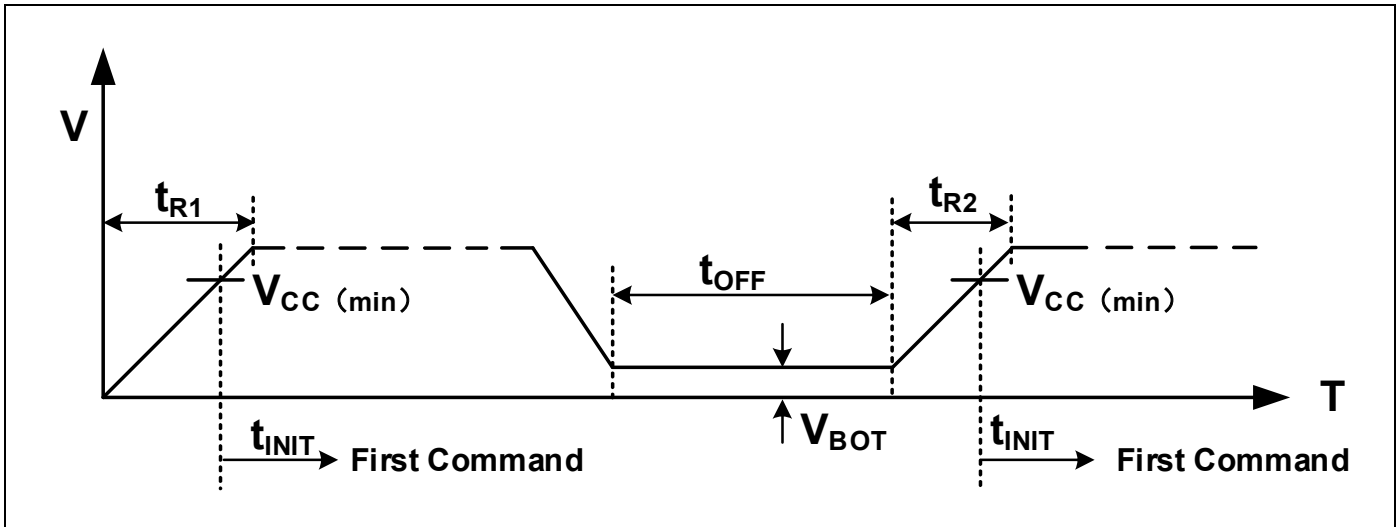 V
tR1
tR2
tOFF
VCC（min）
VCC（min）
T
VBOT
tINIT
First Command
tINIT
First Command